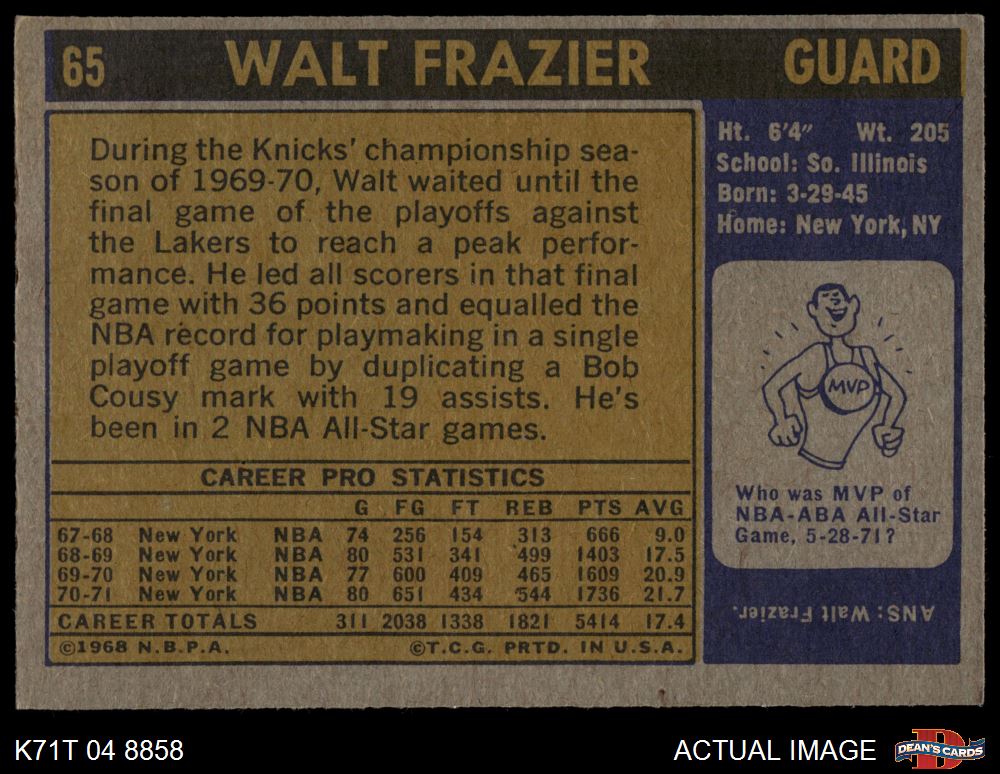 65 WALT FRAZIER GUARD
During the Knicks' championship sea-
son of 1969-70, Walt waited until the
final game of the playoffs against
the Lakers to reach a peak perfor-
mance. He led all scorers in that final
game with 36 points and equalled the
NBA record for playmaking in a single
playoff game by duplicating a Bob
Cousy mark with 19 assists. He's
been in 2 NBA All-Star games.
Ht. 6'4" Wt. 205
School: So. Illinois
Born: 3-29-45
Home: New York, NY
MVP
Who was MVP of
NBA-ABA All-Star
Game, 5-28-71?
ANS: Walt Frazier.
CAREER PRO STATISTICS
G FG FT REB PTS AVG
67-68 New York NBA 74 256 154 313 666 9.0
68-69 New York NBA 80 531 341 499 1403 17.5
69-70 New York NBA 77 600 409 465 1609 20.9
70-71 New York NBA 80 651 434 544 1736 21.7
CAREER TOTALS 311 2038 1338 1821 5414 17.4
©1968 N.B.P.A. ©T.C.G. PRTD. IN U.S.A.
K71T 04 8858 ACTUAL IMAGE DEAN'S CARDS